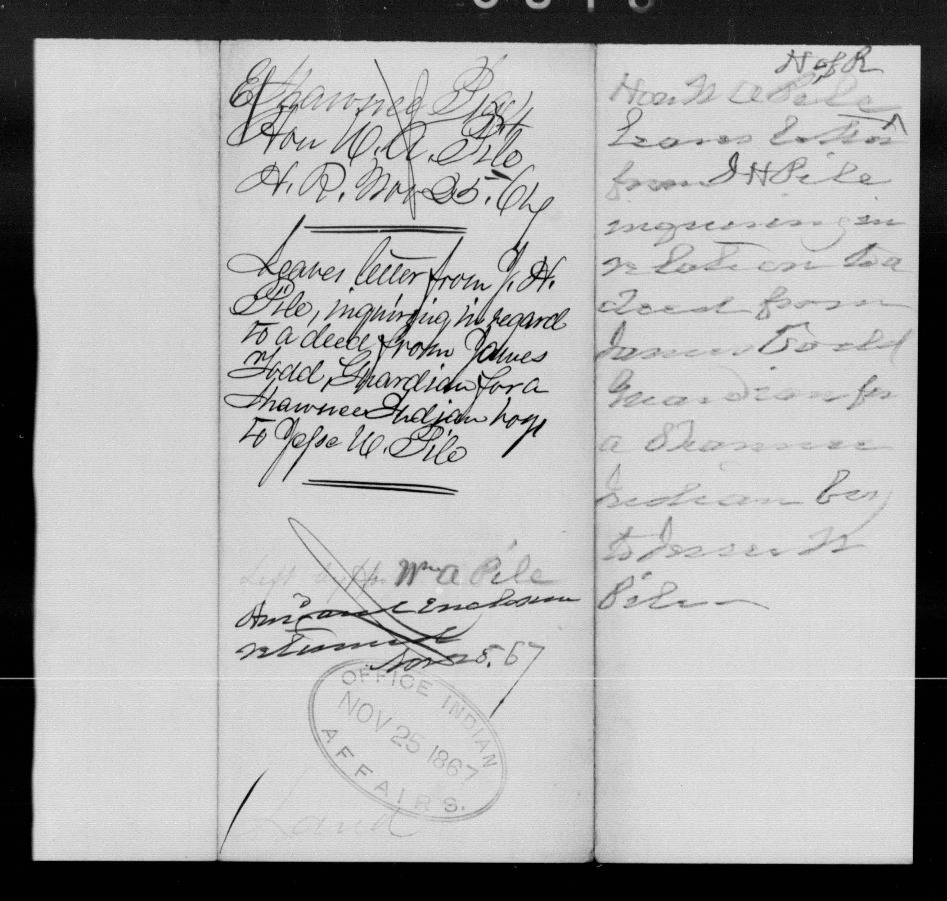 Shawnee
Hon W. A. Pile
H. R. Nov 25. 67
Leaves letter from J. H.
Pile, inquiring, in regard
to a deed from James
Todd, Guardian for a
Shawnee Indian boy
to Jesse W. Pile
Left by Hon Wm A Pile
Ansd and Enclosure
returned
Nov 25. 67
OFFICE INDIAN
NOV 25 1867
AFFAIRS.
Land
H of R
Hon W A Pile
Leaves letter
from J H Pile
inquiring in
relation to a
deed from
James Todd
Guardian for
a Shawnee
Indian boy
to Jesse W
Pile